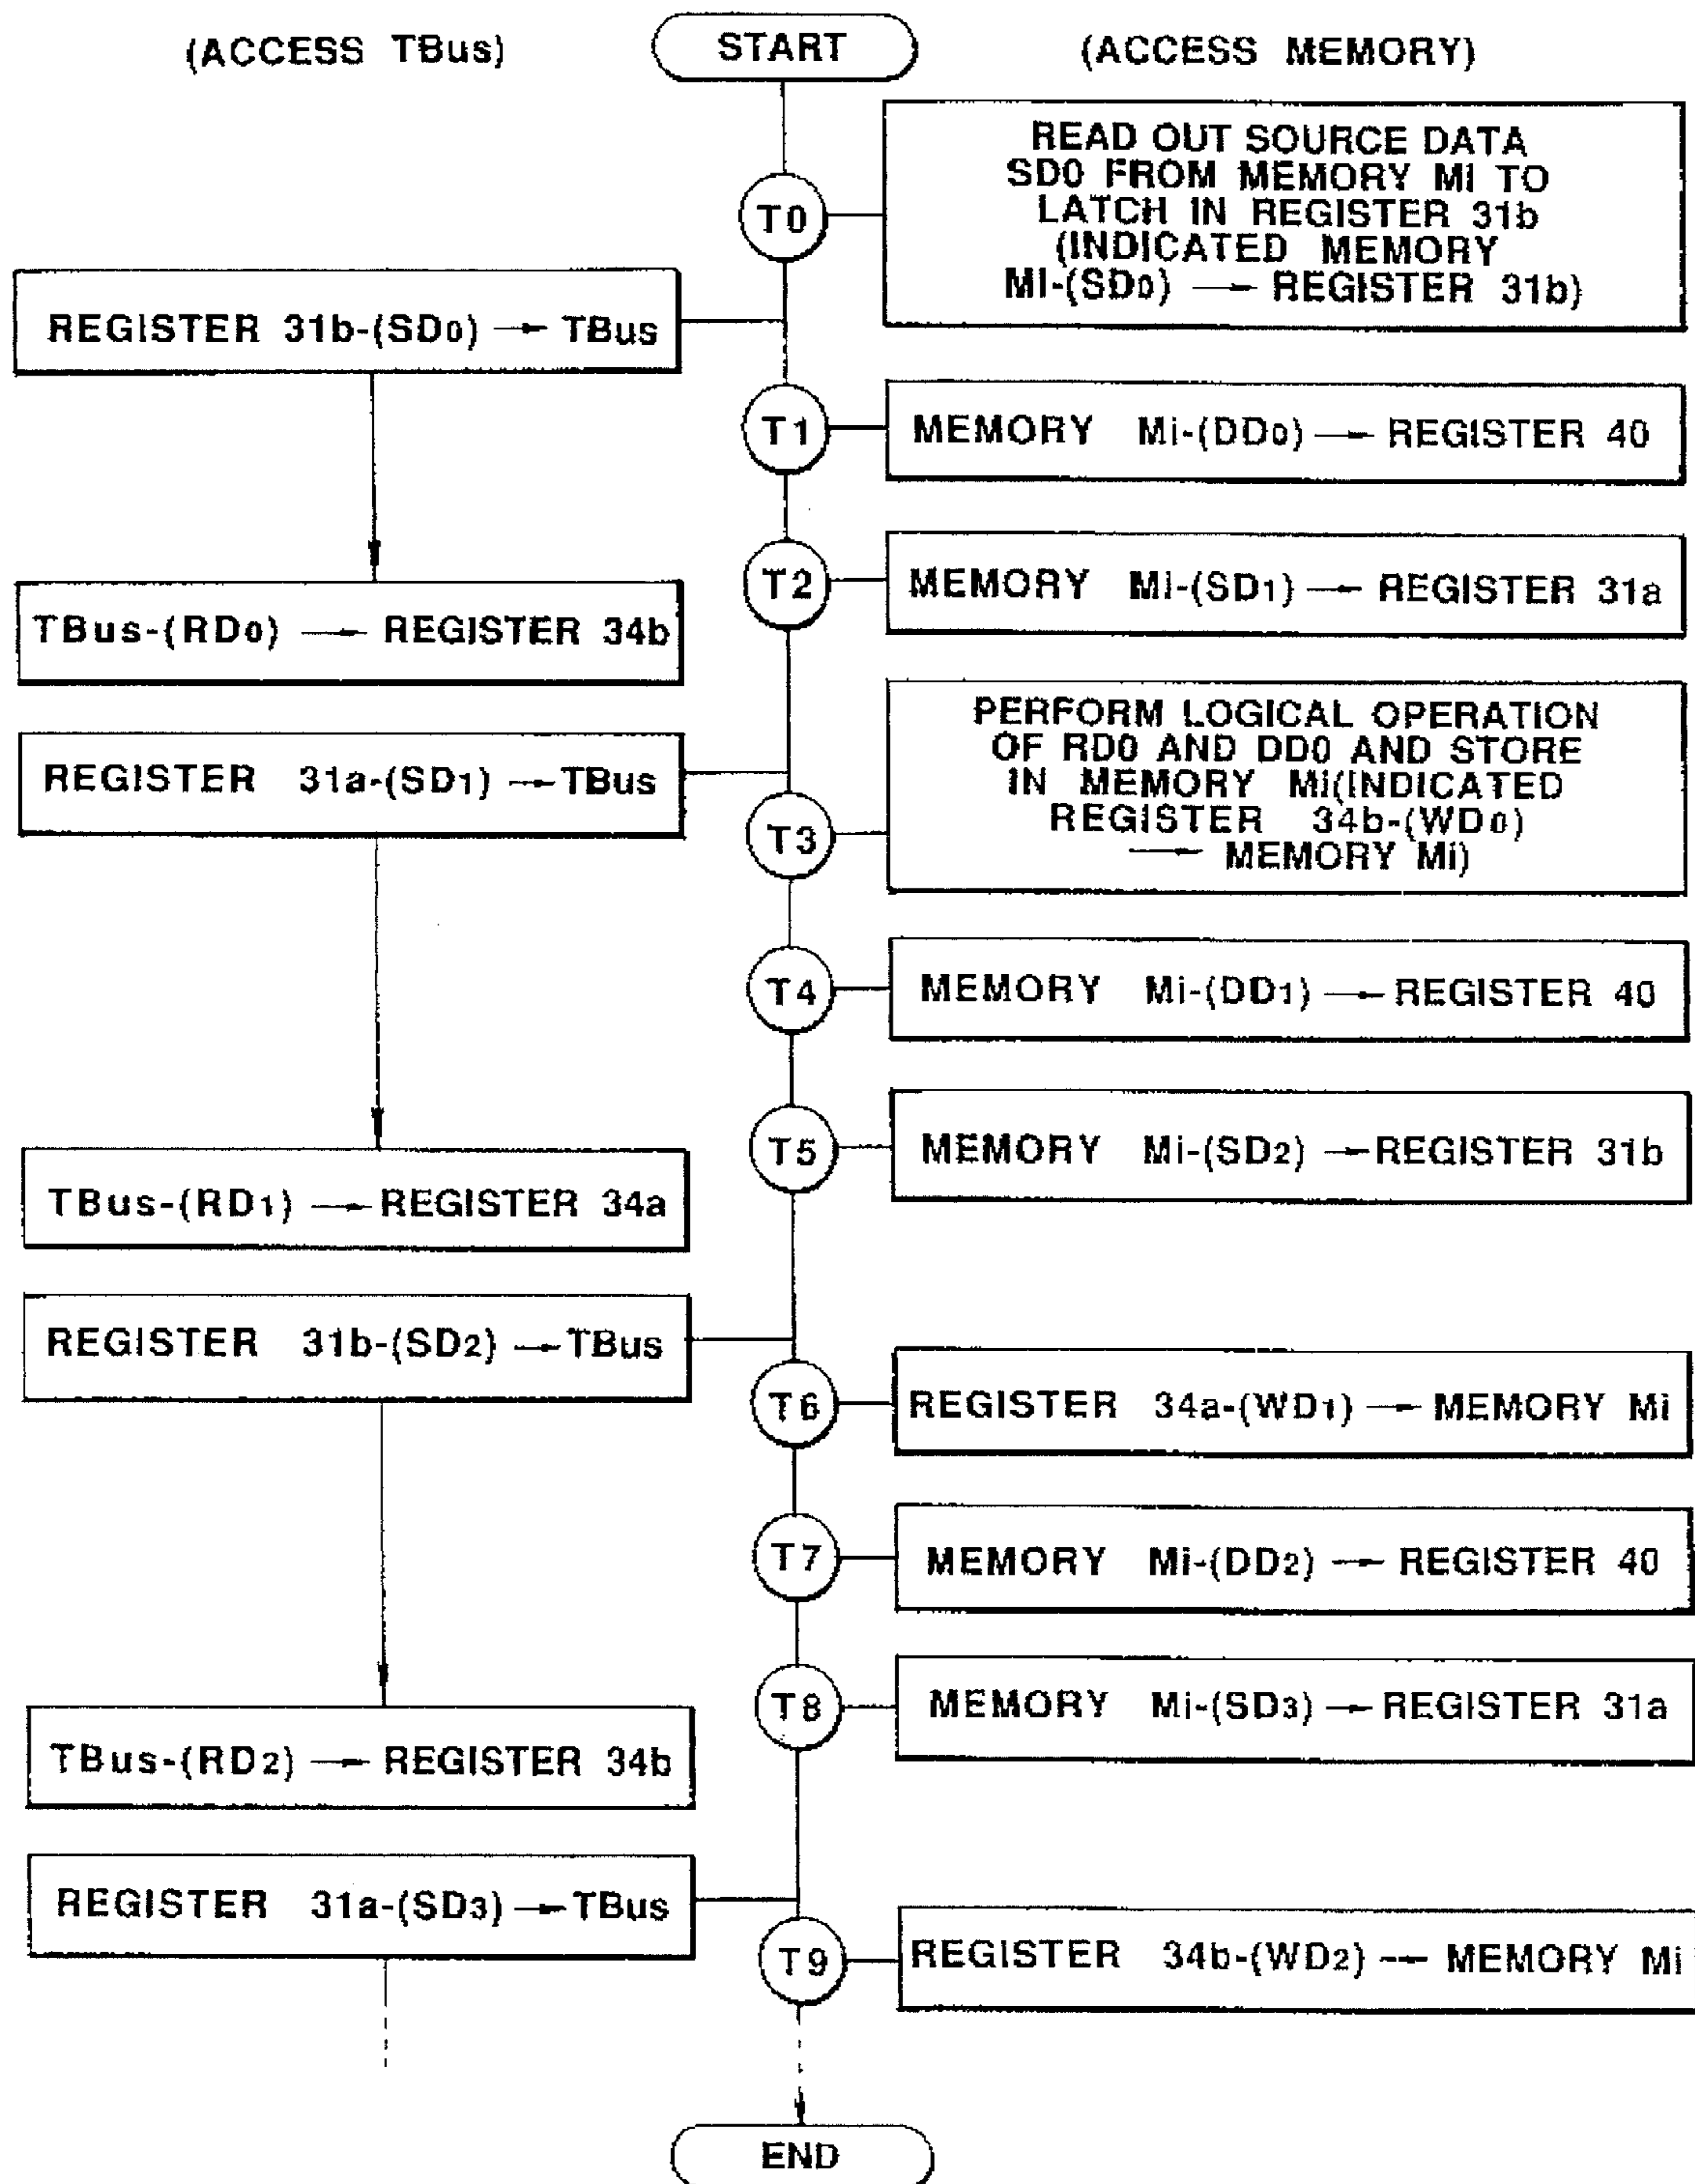 (ACCESS TBus)
START
(ACCESS MEMORY)
READ OUT SOURCE DATA
SD0 FROM MEMORY MI TO
LATCH IN REGISTER 31b
(INDICATED MEMORY
MI-(SD0) → REGISTER 31b)
T0
REGISTER 31b-(SD0) → TBus
T1
MEMORY Mi-(DD0) → REGISTER 40
T2
MEMORY Mi-(SD1) → REGISTER 31a
TBus-(RD0) → REGISTER 34b
PERFORM LOGICAL OPERATION
OF RD0 AND DD0 AND STORE
IN MEMORY Mi(INDICATED
REGISTER 34b-(WD0)
→ MEMORY Mi)
REGISTER 31a-(SD1) → TBus
T3
T4
MEMORY Mi-(DD1) → REGISTER 40
T5
MEMORY Mi-(SD2) → REGISTER 31b
TBus-(RD1) → REGISTER 34a
REGISTER 31b-(SD2) → TBus
T6
REGISTER 34a-(WD1) → MEMORY Mi
T7
MEMORY Mi-(DD2) → REGISTER 40
T8
MEMORY Mi-(SD3) → REGISTER 31a
TBus-(RD2) → REGISTER 34b
REGISTER 31a-(SD3) → TBus
T9
REGISTER 34b-(WD2) → MEMORY Mi
END